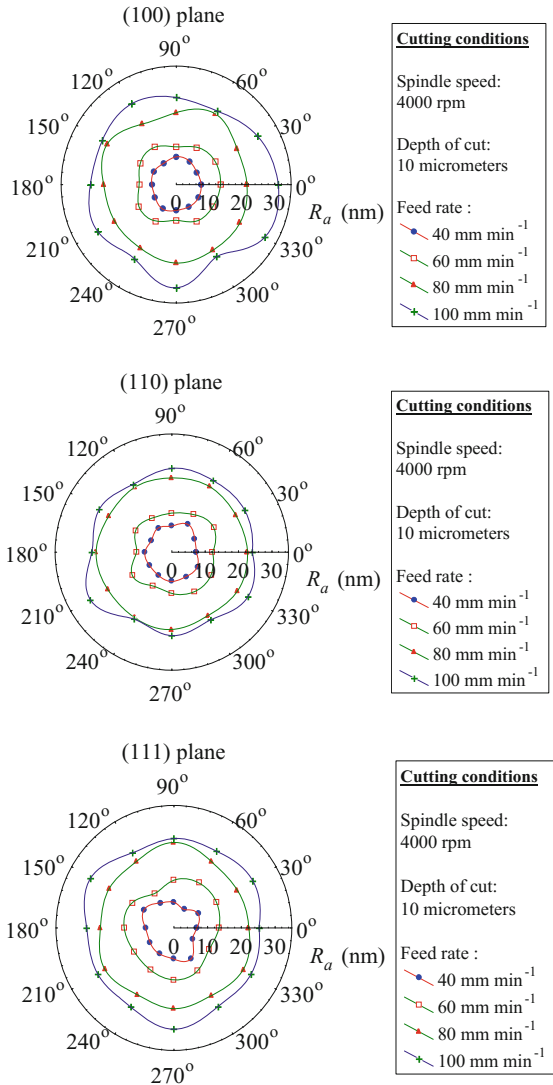 (100) plane
90°
120°
60°
150°
30°
180°
0 10 20 30
0°
Rₐ (nm)
210°
330°
240°
300°
270°
Cutting conditions
Spindle speed:
4000 rpm
Depth of cut:
10 micrometers
Feed rate :
40 mm min⁻¹
60 mm min⁻¹
80 mm min⁻¹
100 mm min⁻¹
(110) plane
90°
120°
60°
150°
30°
180°
0 10 20 30
0°
Rₐ (nm)
210°
330°
240°
300°
270°
Cutting conditions
Spindle speed:
4000 rpm
Depth of cut:
10 micrometers
Feed rate :
40 mm min⁻¹
60 mm min⁻¹
80 mm min⁻¹
100 mm min⁻¹
(111) plane
90°
120°
60°
150°
30°
180°
0 10 20 30
0°
Rₐ (nm)
210°
330°
240°
300°
270°
Cutting conditions
Spindle speed:
4000 rpm
Depth of cut:
10 micrometers
Feed rate :
40 mm min⁻¹
60 mm min⁻¹
80 mm min⁻¹
100 mm min⁻¹